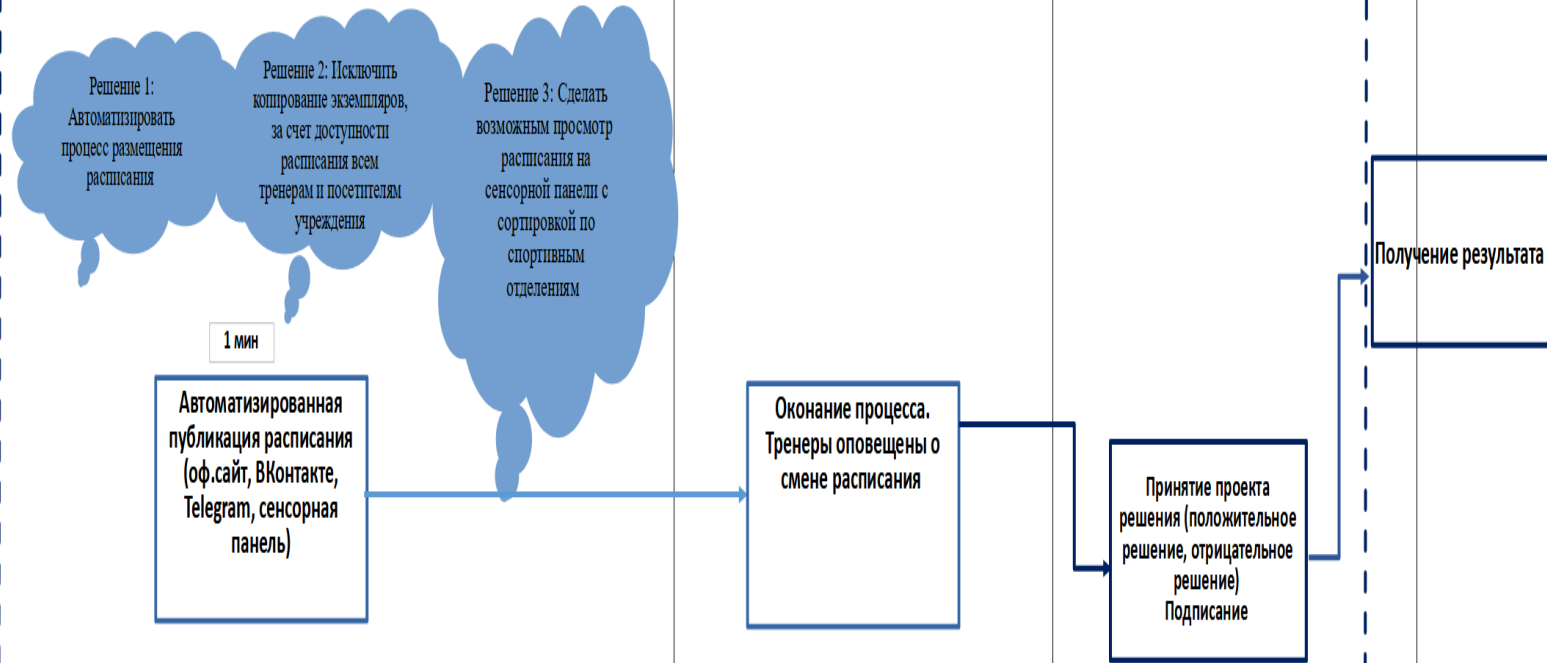 Решение 1:
Автоматизировать
процесс размещения
расписания
Решение 2: Исключить
копирование экземпляров,
за счет доступности
расписания всем
тренерам и посетителям
учреждения
Решение 3: Сделать
возможным просмотр
расписания на
сенсорной панели с
сортировкой по
спортивным
отделениям
1 мин
Автоматизированная
публикация расписания
(оф.сайт, ВКонтакте,
Telegram, сенсорная
панель)
Оконание процесса.
Тренеры оповещены о
смене расписания
Принятие проекта
решения (положительное
решение, отрицательное
решение)
Подписание
Получение результата